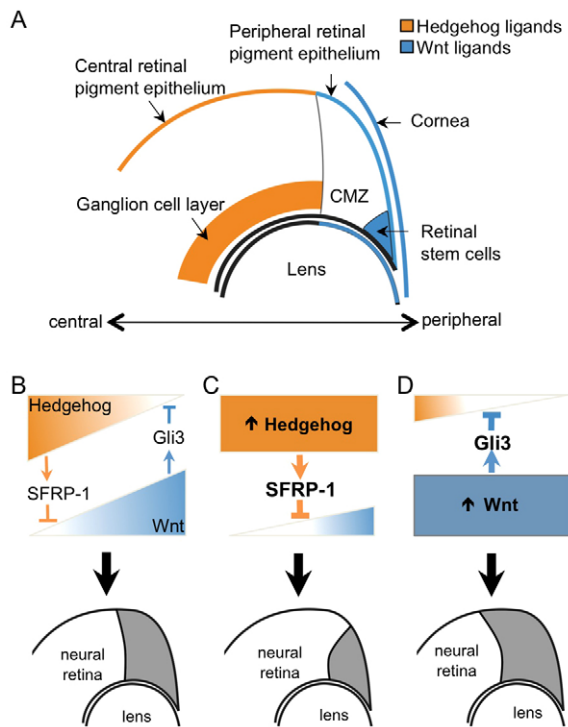 A
Hedgehog ligands
Wnt ligands
Peripheral retinal
pigment epithelium
Central retinal
pigment epithelium
Cornea
Ganglion cell layer
CMZ
Retinal
stem cells
Lens
central
peripheral
B
Hedgehog
Gli3
SFRP-1
Wnt
neural
retina
lens
C
↑ Hedgehog
SFRP-1
neural
retina
lens
D
Gli3
↑ Wnt
neural
retina
lens